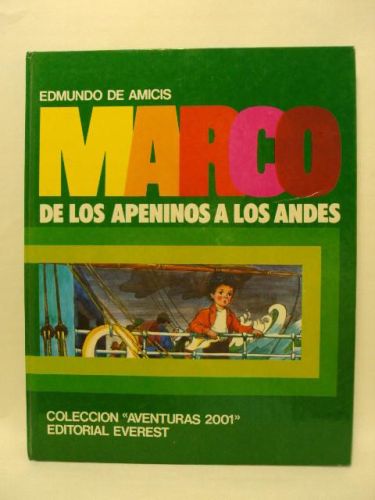 EDMUNDO DE AMICIS
MARCO
DE LOS APENINOS A LOS ANDES
COLECCION "AVENTURAS 2001"
EDITORIAL EVEREST